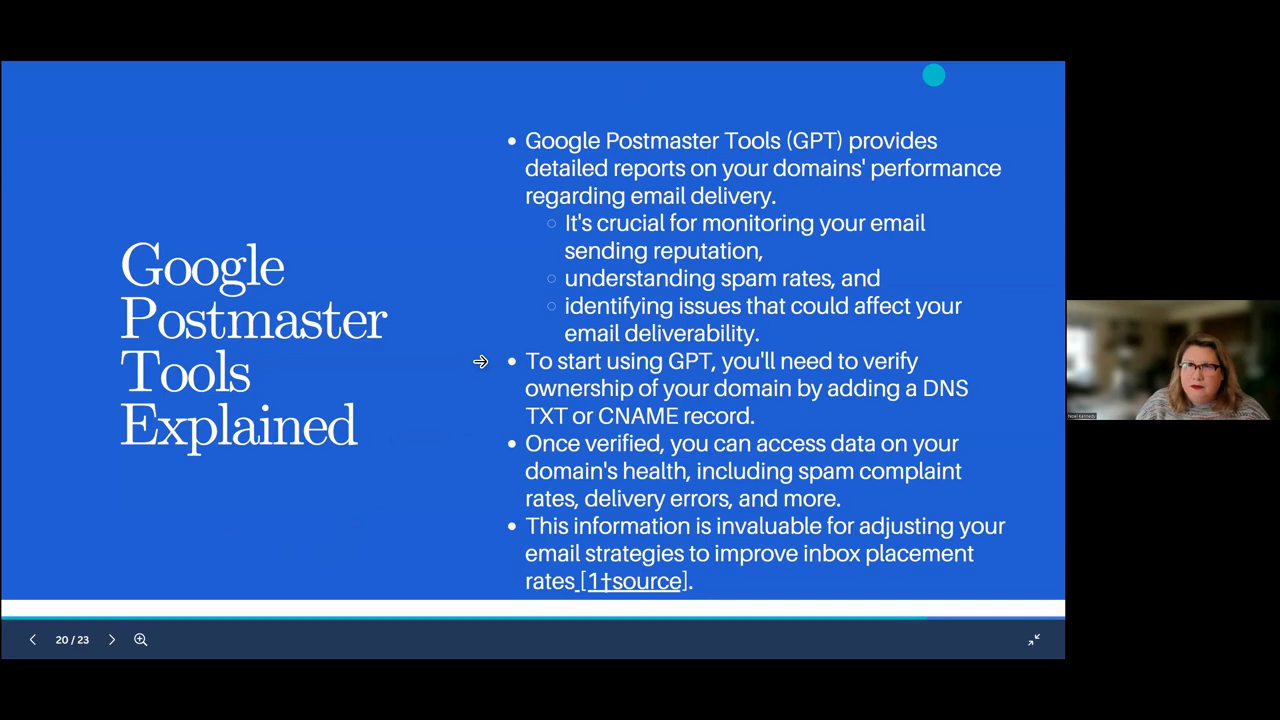 Google
Postmaster
Tools
Explained
Google Postmaster Tools (GPT) provides
detailed reports on your domains' performance
regarding email delivery.
It's crucial for monitoring your email
sending reputation,
understanding spam rates, and
identifying issues that could affect your
email deliverability.
To start using GPT, you'll need to verify
ownership of your domain by adding a DNS
TXT or CNAME record.
Once verified, you can access data on your
domain's health, including spam complaint
rates, delivery errors, and more.
This information is invaluable for adjusting your
email strategies to improve inbox placement
rates [1†source].
20 / 23